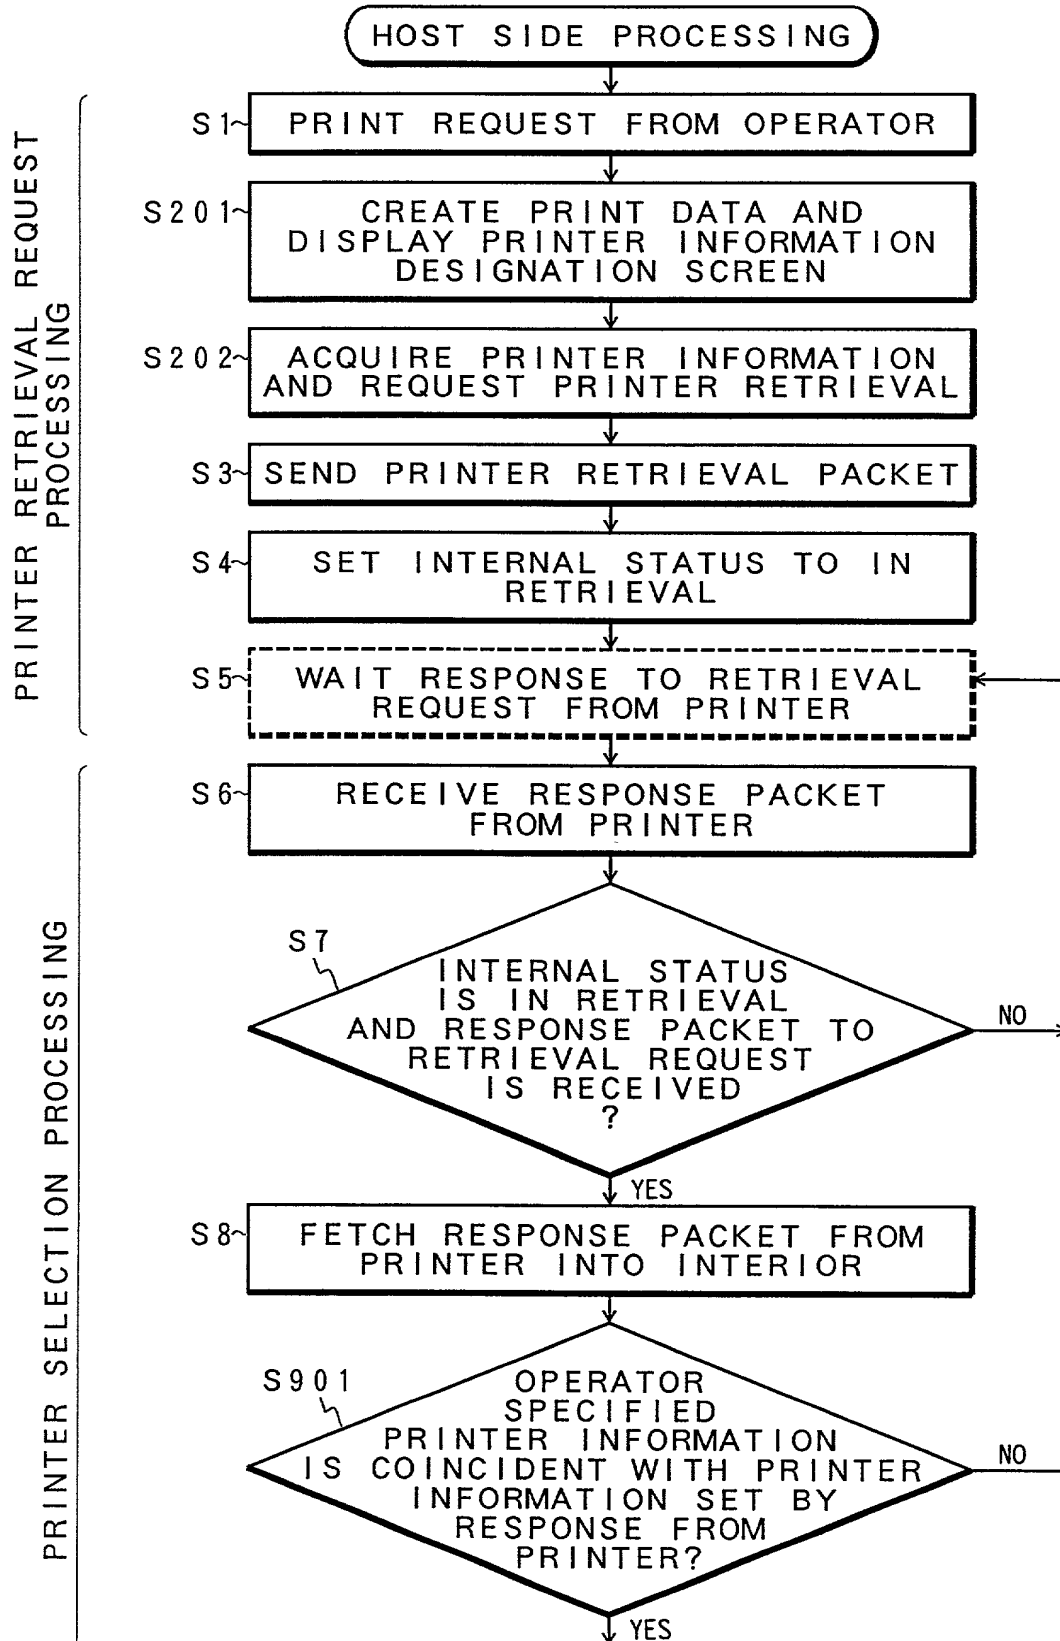 HOST SIDE PROCESSING
PRINTER RETRIEVAL REQUEST
PROCESSING
S1
PRINT REQUEST FROM OPERATOR
S201
CREATE PRINT DATA AND
DISPLAY PRINTER INFORMATION
DESIGNATION SCREEN
S202
ACQUIRE PRINTER INFORMATION
AND REQUEST PRINTER RETRIEVAL
S3
SEND PRINTER RETRIEVAL PACKET
S4
SET INTERNAL STATUS TO IN
RETRIEVAL
S5
WAIT RESPONSE TO RETRIEVAL
REQUEST FROM PRINTER
PRINTER SELECTION PROCESSING
S6
RECEIVE RESPONSE PACKET
FROM PRINTER
S7
INTERNAL STATUS
IS IN RETRIEVAL
AND RESPONSE PACKET TO
RETRIEVAL REQUEST
IS RECEIVED
?
NO
YES
S8
FETCH RESPONSE PACKET FROM
PRINTER INTO INTERIOR
S901
OPERATOR
SPECIFIED
PRINTER INFORMATION
IS COINCIDENT WITH PRINTER
INFORMATION SET BY
RESPONSE FROM
PRINTER?
NO
YES